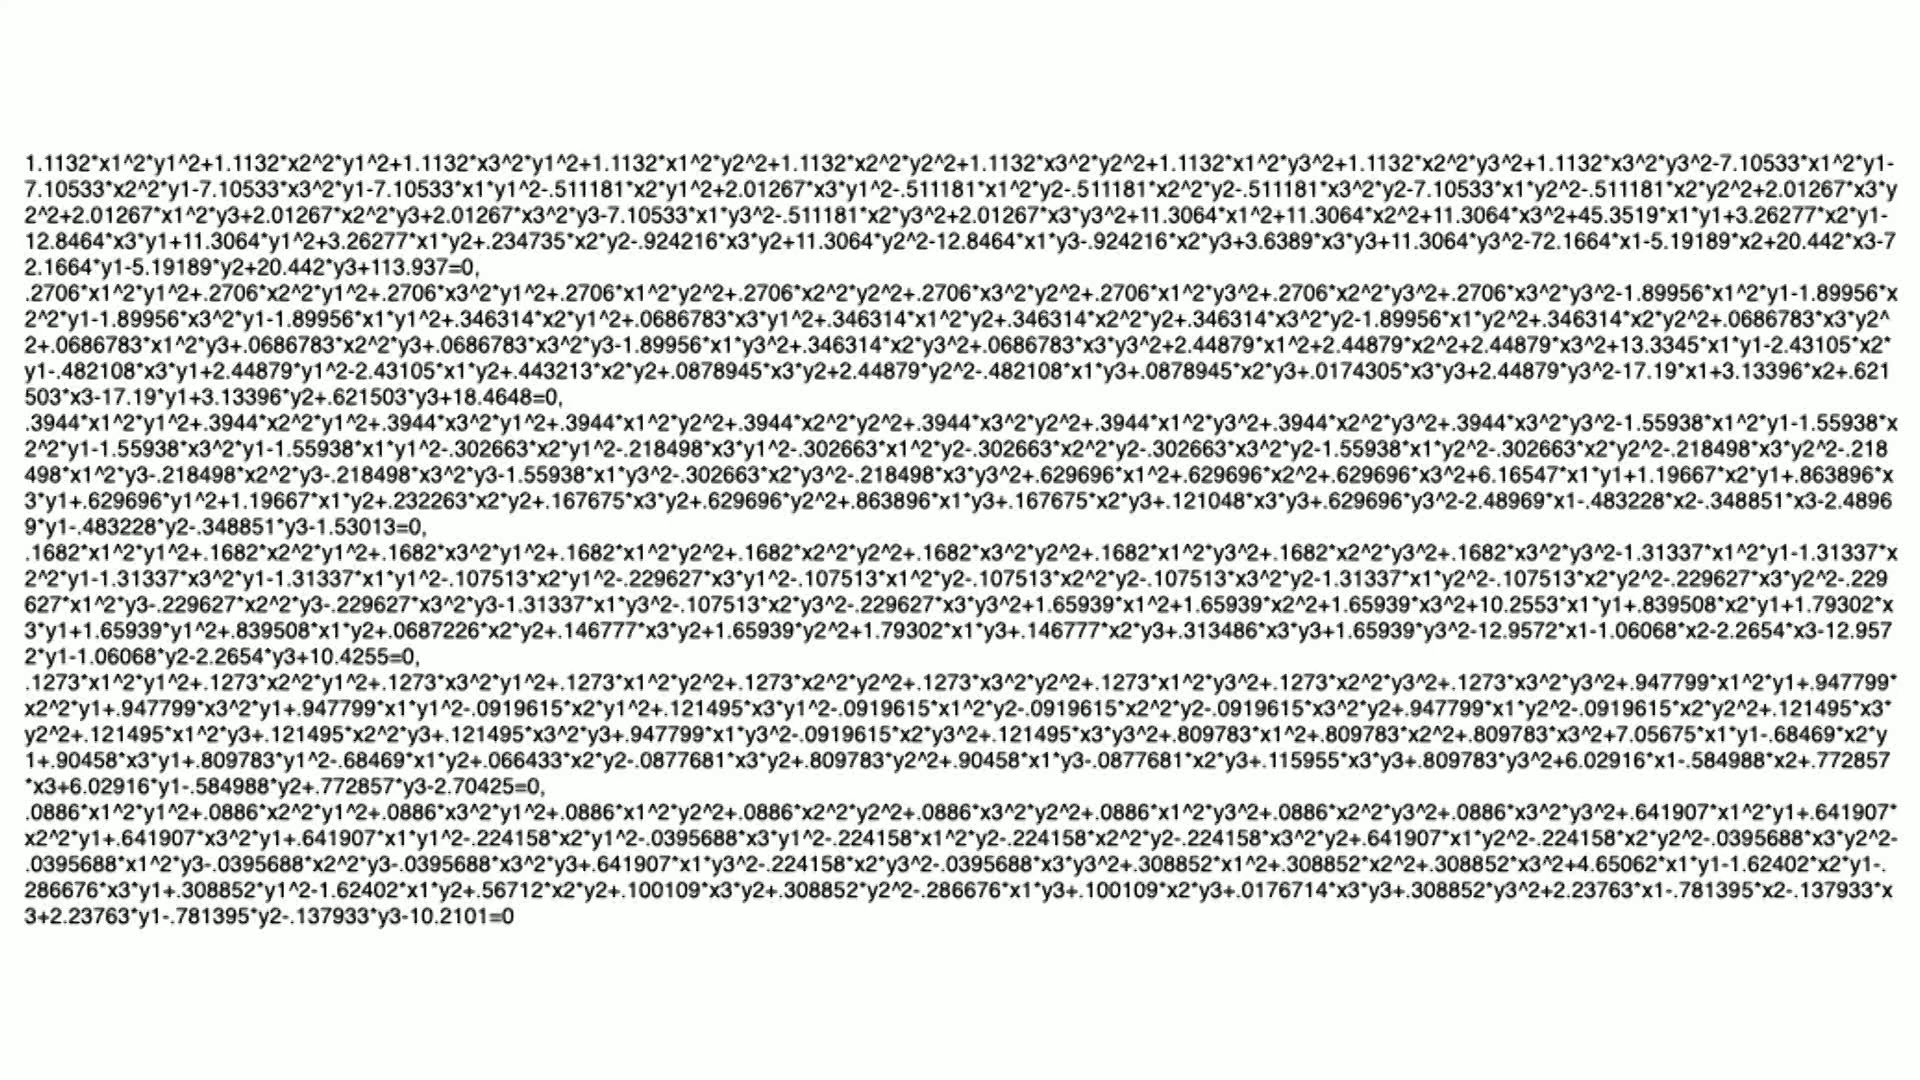 1.1132*x1^2*y1^2+1.1132*x2^2*y1^2+1.1132*x3^2*y1^2+1.1132*x1^2*y2^2+1.1132*x2^2*y2^2+1.1132*x3^2*y2^2+1.1132*x1^2*y3^2+1.1132*x2^2*y3^2+1.1132*x3^2*y3^2-7.10533*x1^2*y1-
7.10533*x2^2*y1-7.10533*x3^2*y1-7.10533*x1*y1^2-.511181*x2*y1^2+2.01267*x3*y1^2-.511181*x1^2*y2-.511181*x2^2*y2-.511181*x3^2*y2-7.10533*x1*y2^2-.511181*x2*y2^2+2.01267*x3*y
2^2+2.01267*x1^2*y3+2.01267*x2^2*y3+2.01267*x3^2*y3-7.10533*x1*y3^2-.511181*x2*y3^2+2.01267*x3*y3^2+11.3064*x1^2+11.3064*x2^2+11.3064*x3^2+45.3519*x1*y1+3.26277*x2*y1-
12.8464*x3*y1+11.3064*y1^2+3.26277*x1*y2+.234735*x2*y2-.924216*x3*y2+11.3064*y2^2-12.8464*x1*y3-.924216*x2*y3+3.6389*x3*y3+11.3064*y3^2-72.1664*x1-5.19189*x2+20.442*x3-7
2.1664*y1-5.19189*y2+20.442*y3+113.937=0,
.2706*x1^2*y1^2+.2706*x2^2*y1^2+.2706*x3^2*y1^2+.2706*x1^2*y2^2+.2706*x2^2*y2^2+.2706*x3^2*y2^2+.2706*x1^2*y3^2+.2706*x2^2*y3^2+.2706*x3^2*y3^2-1.89956*x1^2*y1-1.89956*x
2^2*y1-1.89956*x3^2*y1-1.89956*x1*y1^2+.346314*x2*y1^2+.0686783*x3*y1^2+.346314*x1^2*y2+.346314*x2^2*y2+.346314*x3^2*y2-1.89956*x1*y2^2+.346314*x2*y2^2+.0686783*x3*y2^
2+.0686783*x1^2*y3+.0686783*x2^2*y3+.0686783*x3^2*y3-1.89956*x1*y3^2+.346314*x2*y3^2+.0686783*x3*y3^2+2.44879*x1^2+2.44879*x2^2+2.44879*x3^2+13.3345*x1*y1-2.43105*x2*
y1-.482108*x3*y1+2.44879*y1^2-2.43105*x1*y2+.443213*x2*y2+.0878945*x3*y2+2.44879*y2^2-.482108*x1*y3+.0878945*x2*y3+.0174305*x3*y3+2.44879*y3^2-17.19*x1+3.13396*x2+.621
503*x3-17.19*y1+3.13396*y2+.621503*y3+18.4648=0,
.3944*x1^2*y1^2+.3944*x2^2*y1^2+.3944*x3^2*y1^2+.3944*x1^2*y2^2+.3944*x2^2*y2^2+.3944*x3^2*y2^2+.3944*x1^2*y3^2+.3944*x2^2*y3^2+.3944*x3^2*y3^2-1.55938*x1^2*y1-1.55938*x
2^2*y1-1.55938*x3^2*y1-1.55938*x1*y1^2-.302663*x2*y1^2-.218498*x3*y1^2-.302663*x1^2*y2-.302663*x2^2*y2-.302663*x3^2*y2-1.55938*x1*y2^2-.302663*x2*y2^2-.218498*x3*y2^2-.218
498*x1^2*y3-.218498*x2^2*y3-.218498*x3^2*y3-1.55938*x1*y3^2-.302663*x2*y3^2-.218498*x3*y3^2+.629696*x1^2+.629696*x2^2+.629696*x3^2+6.16547*x1*y1+1.19667*x2*y1+.863896*x
3*y1+.629696*y1^2+1.19667*x1*y2+.232263*x2*y2+.167675*x3*y2+.629696*y2^2+.863896*x1*y3+.167675*x2*y3+.121048*x3*y3+.629696*y3^2-2.48969*x1-.483228*x2-.348851*x3-2.4896
9*y1-.483228*y2-.348851*y3-1.53013=0,
.1682*x1^2*y1^2+.1682*x2^2*y1^2+.1682*x3^2*y1^2+.1682*x1^2*y2^2+.1682*x2^2*y2^2+.1682*x3^2*y2^2+.1682*x1^2*y3^2+.1682*x2^2*y3^2+.1682*x3^2*y3^2-1.31337*x1^2*y1-1.31337*x
2^2*y1-1.31337*x3^2*y1-1.31337*x1*y1^2-.107513*x2*y1^2-.229627*x3*y1^2-.107513*x1^2*y2-.107513*x2^2*y2-.107513*x3^2*y2-1.31337*x1*y2^2-.107513*x2*y2^2-.229627*x3*y2^2-.229
627*x1^2*y3-.229627*x2^2*y3-.229627*x3^2*y3-1.31337*x1*y3^2-.107513*x2*y3^2-.229627*x3*y3^2+1.65939*x1^2+1.65939*x2^2+1.65939*x3^2+10.2553*x1*y1+.839508*x2*y1+1.79302*x
3*y1+1.65939*y1^2+.839508*x1*y2+.0687226*x2*y2+.146777*x3*y2+1.65939*y2^2+1.79302*x1*y3+.146777*x2*y3+.313486*x3*y3+1.65939*y3^2-12.9572*x1-1.06068*x2-2.2654*x3-12.957
2*y1-1.06068*y2-2.2654*y3+10.4255=0,
.1273*x1^2*y1^2+.1273*x2^2*y1^2+.1273*x3^2*y1^2+.1273*x1^2*y2^2+.1273*x2^2*y2^2+.1273*x3^2*y2^2+.1273*x1^2*y3^2+.1273*x2^2*y3^2+.1273*x3^2*y3^2+.947799*x1^2*y1+.947799*
x2^2*y1+.947799*x3^2*y1+.947799*x1*y1^2-.0919615*x2*y1^2+.121495*x3*y1^2-.0919615*x1^2*y2-.0919615*x2^2*y2-.0919615*x3^2*y2+.947799*x1*y2^2-.0919615*x2*y2^2+.121495*x3*
y2^2+.121495*x1^2*y3+.121495*x2^2*y3+.121495*x3^2*y3+.947799*x1*y3^2-.0919615*x2*y3^2+.121495*x3*y3^2+.809783*x1^2+.809783*x2^2+.809783*x3^2+7.05675*x1*y1-.68469*x2*y
1+.90458*x3*y1+.809783*y1^2-.68469*x1*y2+.066433*x2*y2-.0877681*x3*y2+.809783*y2^2+.90458*x1*y3-.0877681*x2*y3+.115955*x3*y3+.809783*y3^2+6.02916*x1-.584988*x2+.772857
*x3+6.02916*y1-.584988*y2+.772857*y3-2.70425=0,
.0886*x1^2*y1^2+.0886*x2^2*y1^2+.0886*x3^2*y1^2+.0886*x1^2*y2^2+.0886*x2^2*y2^2+.0886*x3^2*y2^2+.0886*x1^2*y3^2+.0886*x2^2*y3^2+.0886*x3^2*y3^2+.641907*x1^2*y1+.641907*
x2^2*y1+.641907*x3^2*y1+.641907*x1*y1^2-.224158*x2*y1^2-.0395688*x3*y1^2-.224158*x1^2*y2-.224158*x2^2*y2-.224158*x3^2*y2+.641907*x1*y2^2-.224158*x2*y2^2-.0395688*x3*y2^2-
.0395688*x1^2*y3-.0395688*x2^2*y3-.0395688*x3^2*y3+.641907*x1*y3^2-.224158*x2*y3^2-.0395688*x3*y3^2+.308852*x1^2+.308852*x2^2+.308852*x3^2+4.65062*x1*y1-1.62402*x2*y1-.
286676*x3*y1+.308852*y1^2-1.62402*x1*y2+.56712*x2*y2+.100109*x3*y2+.308852*y2^2-.286676*x1*y3+.100109*x2*y3+.0176714*x3*y3+.308852*y3^2+2.23763*x1-.781395*x2-.137933*x
3+2.23763*y1-.781395*y2-.137933*y3-10.2101=0